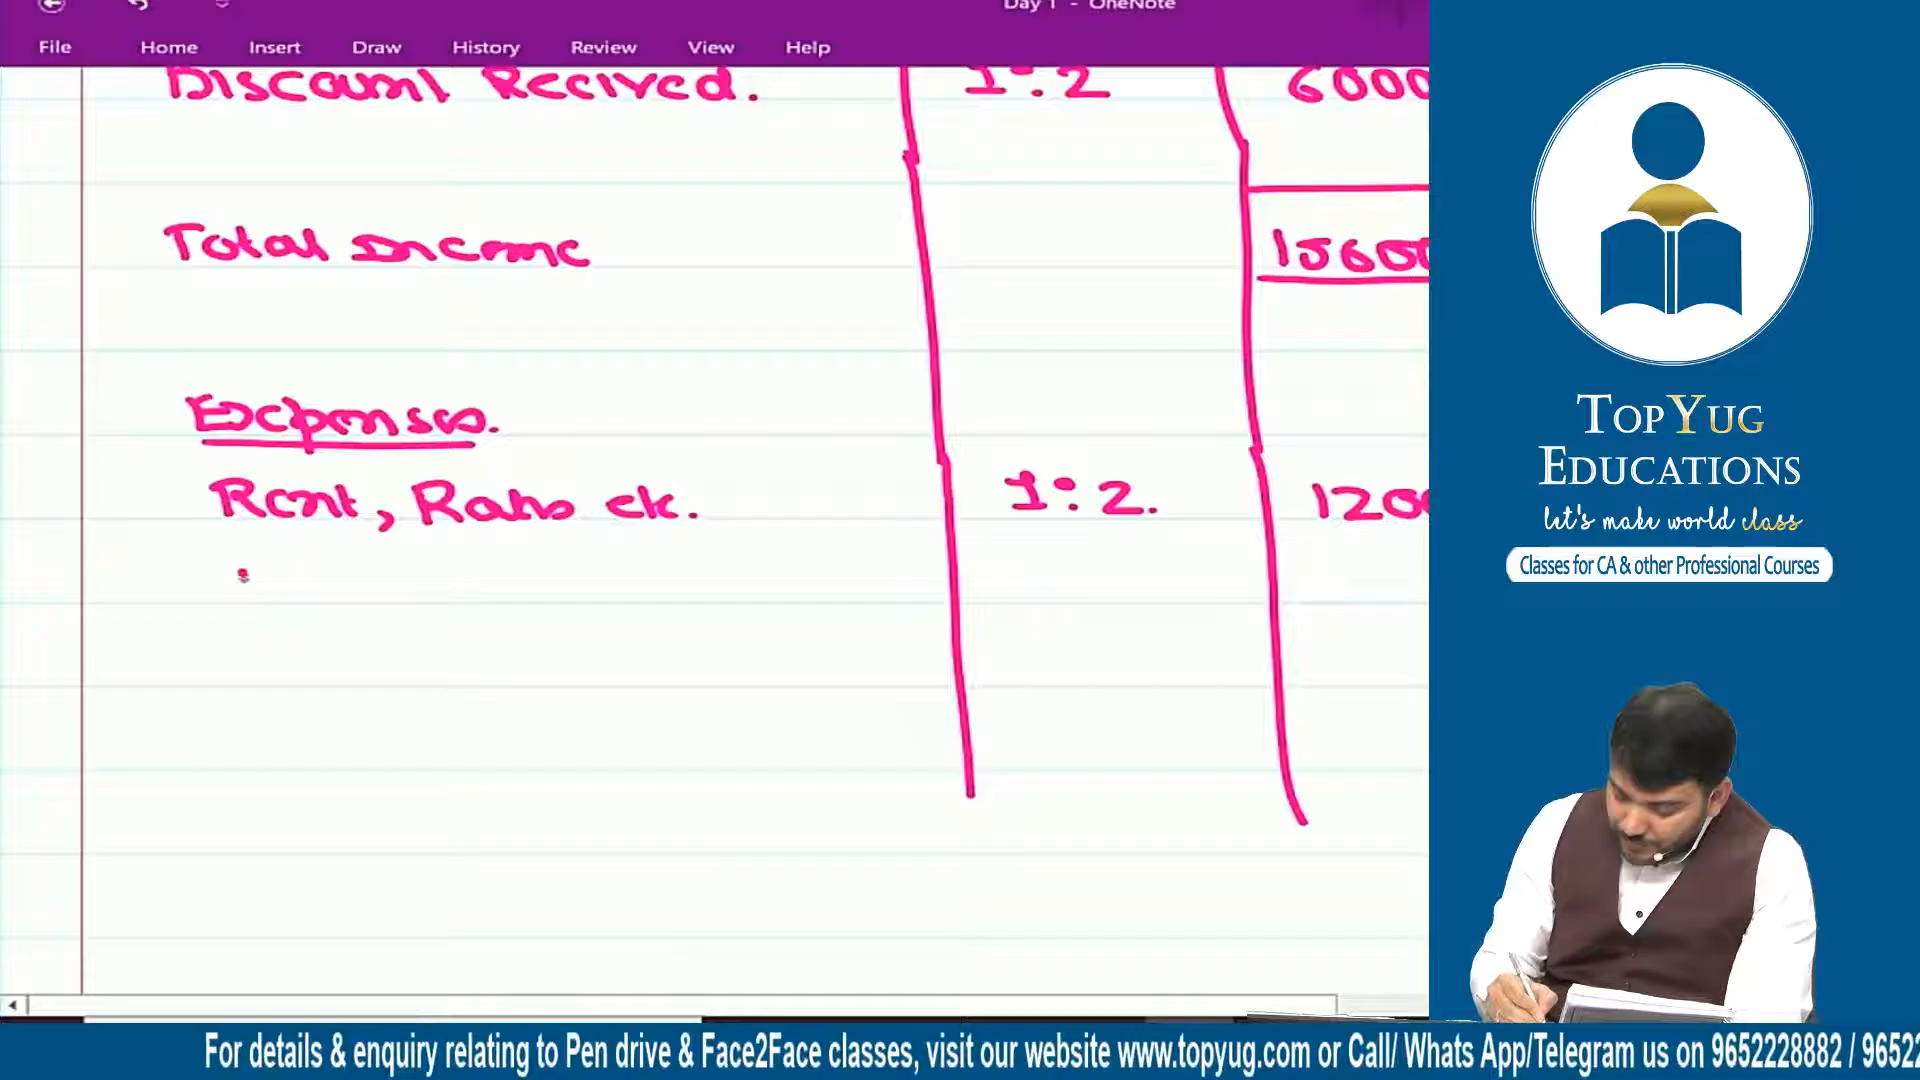 Day 1 - OneNote
File Home Insert Draw History Review View Help
Discount Recived. 1:2 6000
Total Income
Expenses.
Rent, Rates etc. 1:2. 120
TOPYUG
EDUCATIONS
let's make world class
Classes for CA & other Professional Courses
For details & enquiry relating to Pen drive & Face2Face classes, visit our website www.topyug.com or Call/ Whats App/Telegram us on 9652228882 / 9652